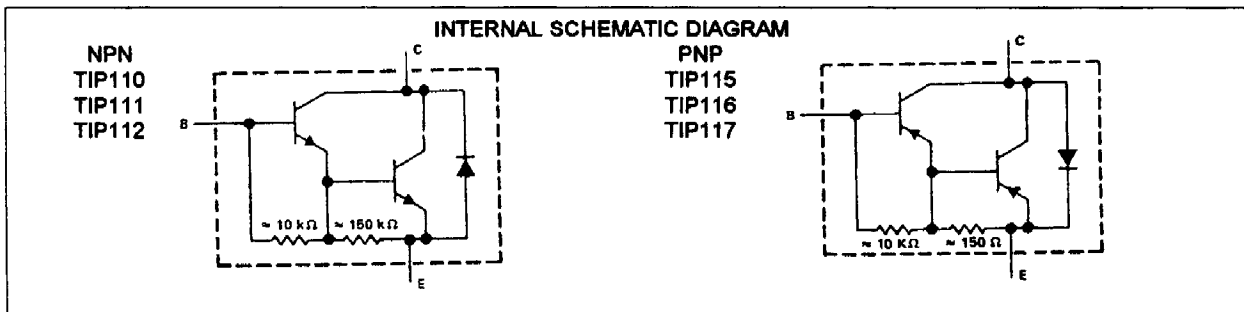 INTERNAL SCHEMATIC DIAGRAM
NPN
TIP110
TIP111
TIP112
C
B
≈ 10 kΩ
≈ 150 kΩ
E
PNP
TIP115
TIP116
TIP117
C
B
≈ 10 KΩ
≈ 150 Ω
E